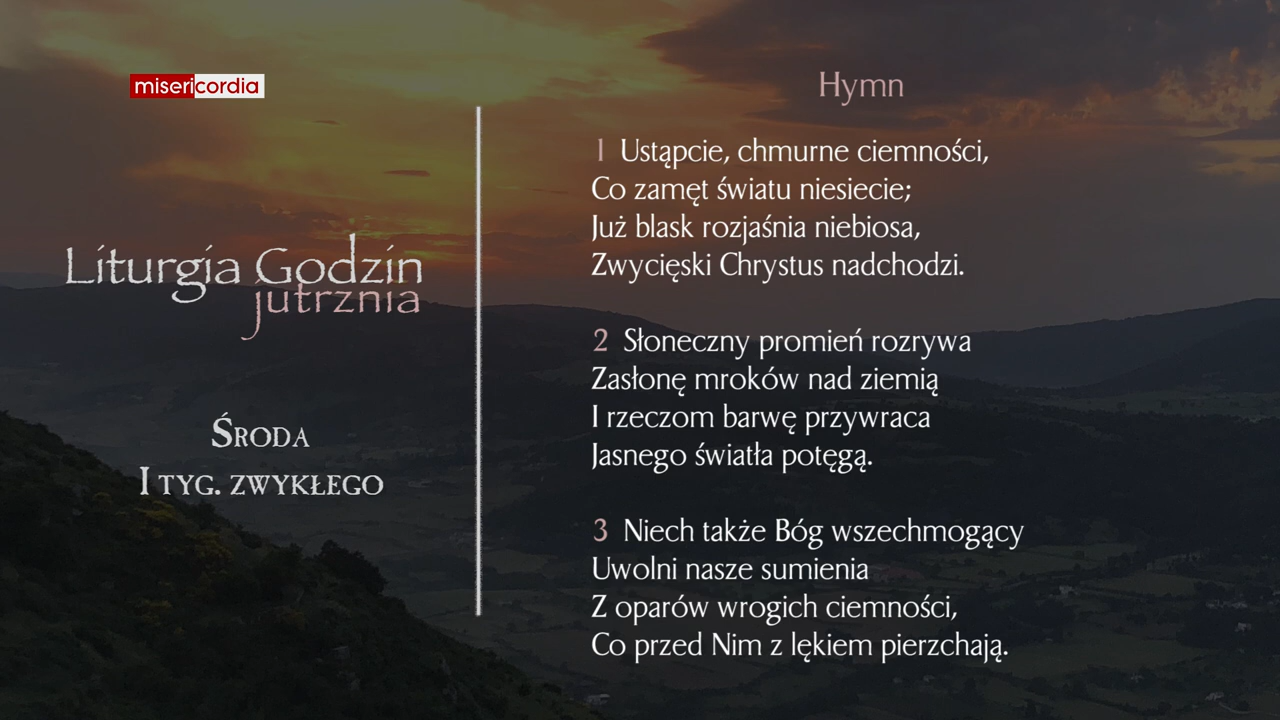 misericordia
Liturgia Godzin
jutrznia
Środa
I tyg. zwykłego
Hymn
1 Ustąpcie, chmurne ciemności,
Co zamęt światu niesiecie;
Już blask rozjaśnia niebiosa,
Zwycięski Chrystus nadchodzi.
2 Słoneczny promień rozrywa
Zasłonę mroków nad ziemią
I rzeczom barwę przywraca
Jasnego światła potęgą.
3 Niech także Bóg wszechmogący
Uwolni nasze sumienia
Z oparów wrogich ciemności,
Co przed Nim z lękiem pierzchają.